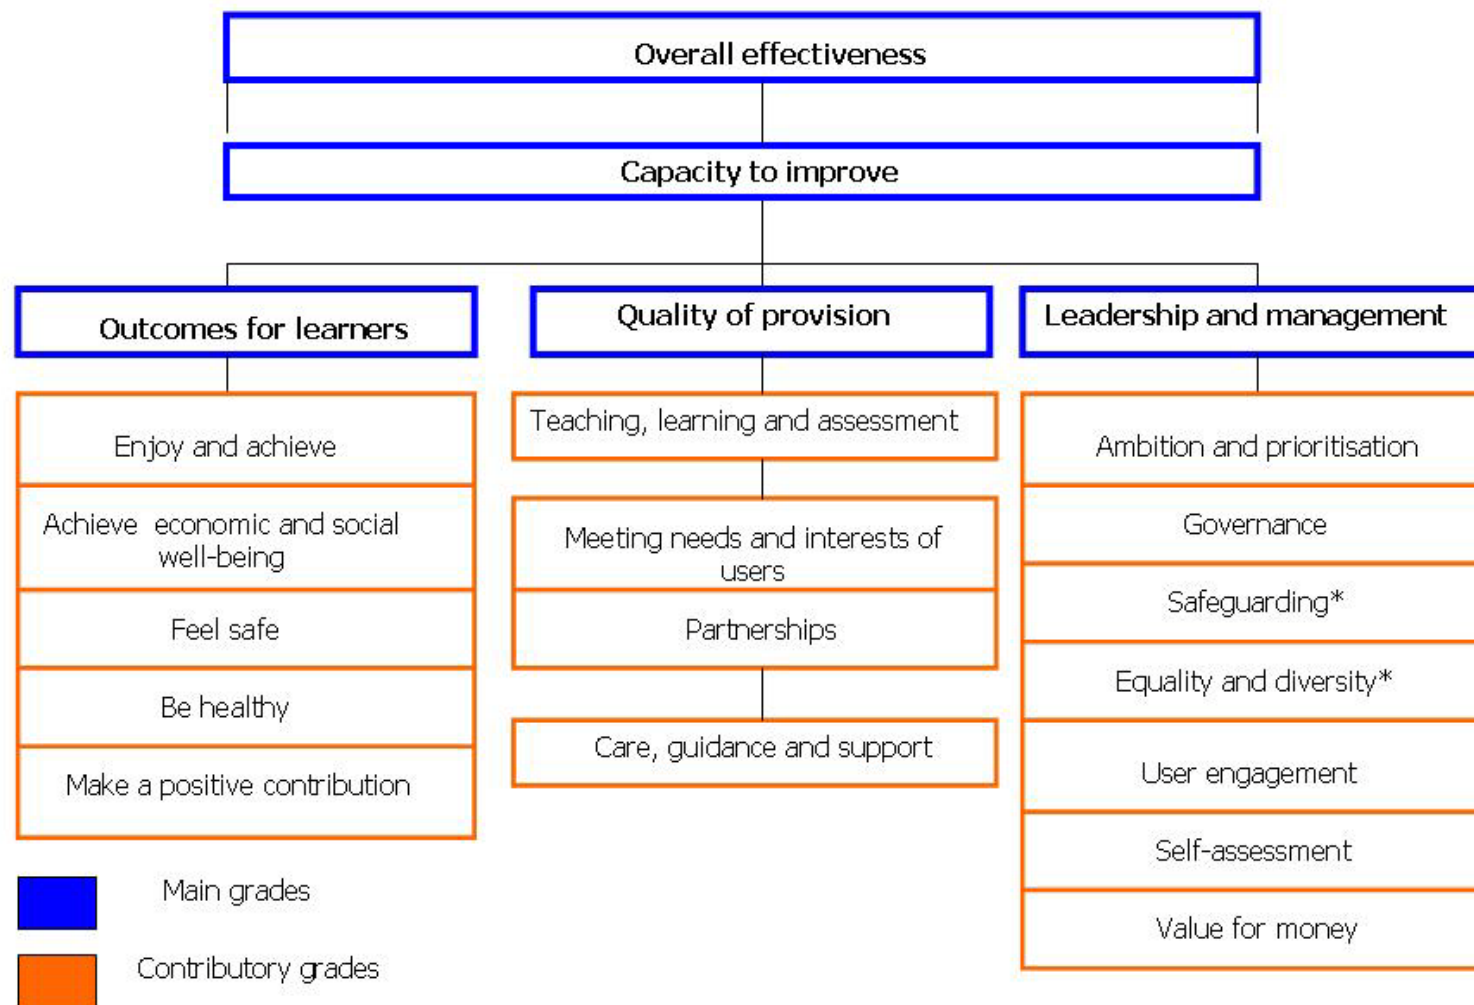 Overall effectiveness
Capacity to improve
Outcomes for learners
Enjoy and achieve
Achieve economic and social
well-being
Feel safe
Be healthy
Make a positive contribution
Quality of provision
Teaching, learning and assessment
Meeting needs and interests of
users
Partnerships
Care, guidance and support
Leadership and management
Ambition and prioritisation
Governance
Safeguarding*
Equality and diversity*
User engagement
Self-assessment
Value for money
Main grades
Contributory grades